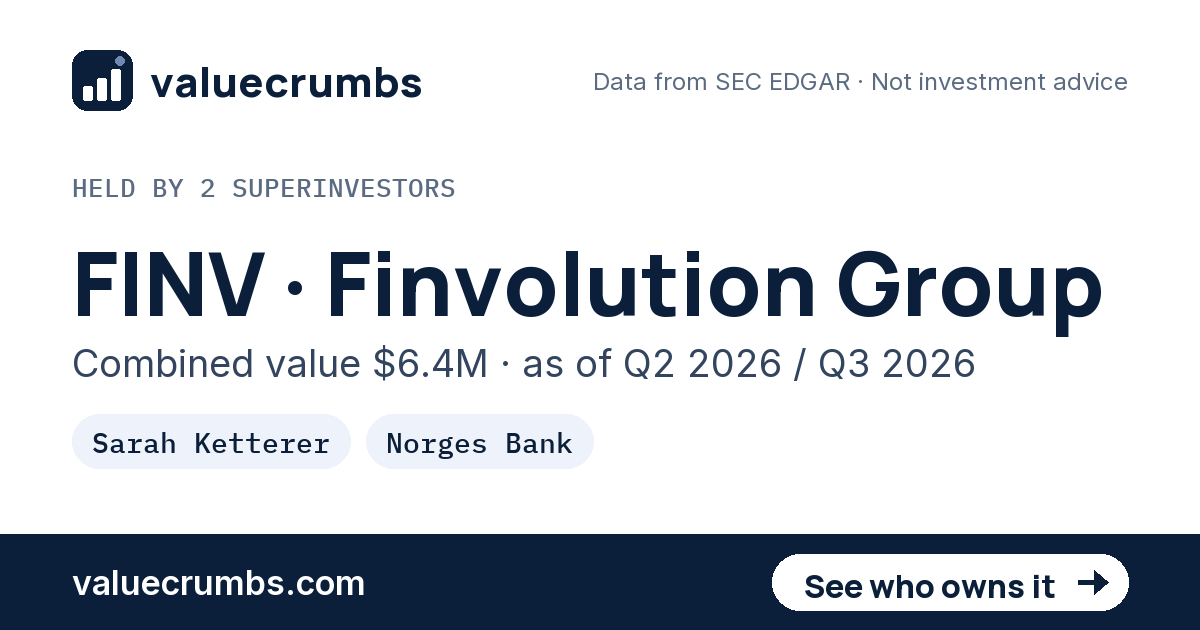 valuecrumbs
Data from SEC EDGAR · Not investment advice
HELD BY 2 SUPERINVESTORS
FINV · Finvolution Group
Combined value $6.4M · as of Q2 2026 / Q3 2026
Sarah Ketterer
Norges Bank
valuecrumbs.com
See who owns it →